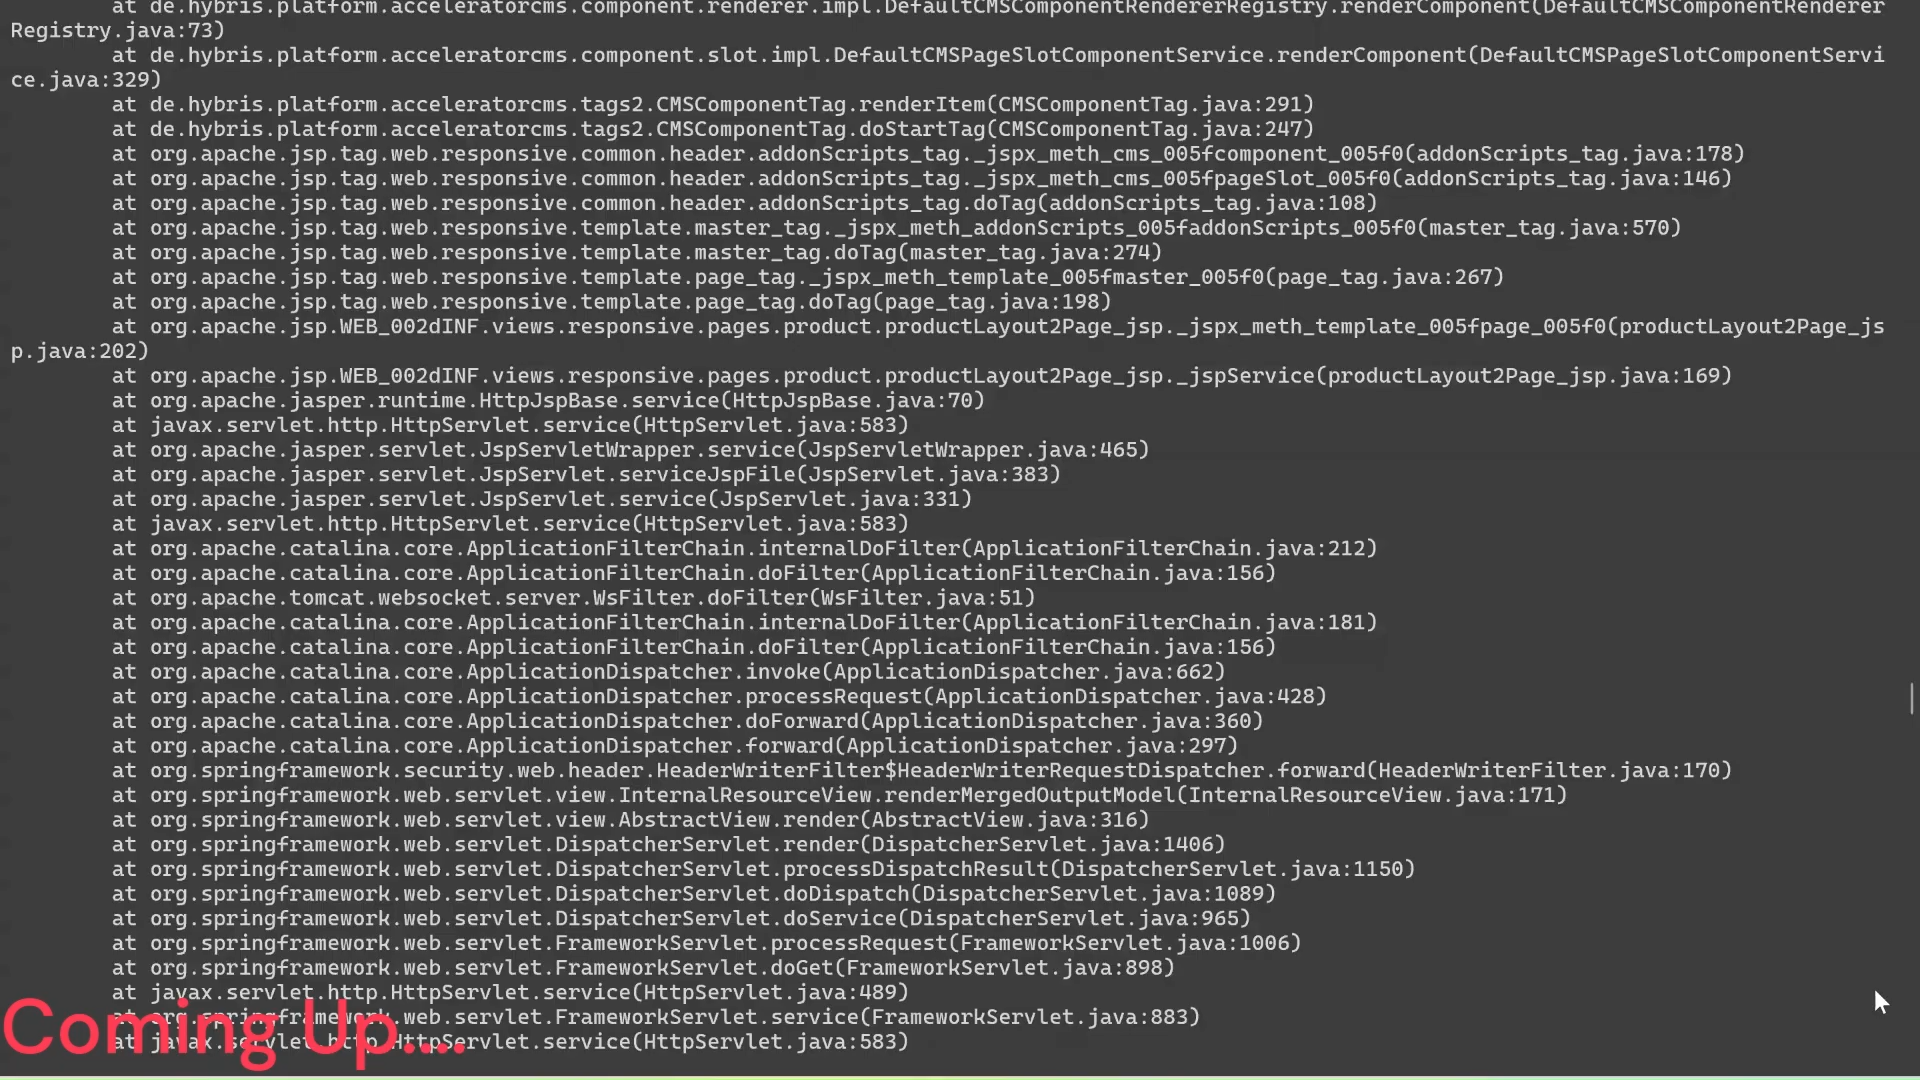 at de.hybris.platform.acceleratorcms.component.renderer.impl.DefaultCMSComponentRendererRegistry.renderComponent(DefaultCMSComponentRenderer
Registry.java:73)
at de.hybris.platform.acceleratorcms.component.slot.impl.DefaultCMSPageSlotComponentService.renderComponent(DefaultCMSPageSlotComponentServi
ce.java:329)
at de.hybris.platform.acceleratorcms.tags2.CMSComponentTag.renderItem(CMSComponentTag.java:291)
at de.hybris.platform.acceleratorcms.tags2.CMSComponentTag.doStartTag(CMSComponentTag.java:247)
at org.apache.jsp.tag.web.responsive.common.header.addonScripts_tag._jspx_meth_cms_005fcomponent_005f0(addonScripts_tag.java:178)
at org.apache.jsp.tag.web.responsive.common.header.addonScripts_tag._jspx_meth_cms_005fpageSlot_005f0(addonScripts_tag.java:146)
at org.apache.jsp.tag.web.responsive.common.header.addonScripts_tag.doTag(addonScripts_tag.java:108)
at org.apache.jsp.tag.web.responsive.template.master_tag._jspx_meth_addonScripts_005faddonScripts_005f0(master_tag.java:570)
at org.apache.jsp.tag.web.responsive.template.master_tag.doTag(master_tag.java:274)
at org.apache.jsp.tag.web.responsive.template.page_tag._jspx_meth_template_005fmaster_005f0(page_tag.java:267)
at org.apache.jsp.tag.web.responsive.template.page_tag.doTag(page_tag.java:198)
at org.apache.jsp.WEB_002dINF.views.responsive.pages.product.productLayout2Page_jsp._jspx_meth_template_005fpage_005f0(productLayout2Page_js
p.java:202)
at org.apache.jsp.WEB_002dINF.views.responsive.pages.product.productLayout2Page_jsp._jspService(productLayout2Page_jsp.java:169)
at org.apache.jasper.runtime.HttpJspBase.service(HttpJspBase.java:70)
at javax.servlet.http.HttpServlet.service(HttpServlet.java:583)
at org.apache.jasper.servlet.JspServletWrapper.service(JspServletWrapper.java:465)
at org.apache.jasper.servlet.JspServlet.serviceJspFile(JspServlet.java:383)
at org.apache.jasper.servlet.JspServlet.service(JspServlet.java:331)
at javax.servlet.http.HttpServlet.service(HttpServlet.java:583)
at org.apache.catalina.core.ApplicationFilterChain.internalDoFilter(ApplicationFilterChain.java:212)
at org.apache.catalina.core.ApplicationFilterChain.doFilter(ApplicationFilterChain.java:156)
at org.apache.tomcat.websocket.server.WsFilter.doFilter(WsFilter.java:51)
at org.apache.catalina.core.ApplicationFilterChain.internalDoFilter(ApplicationFilterChain.java:181)
at org.apache.catalina.core.ApplicationFilterChain.doFilter(ApplicationFilterChain.java:156)
at org.apache.catalina.core.ApplicationDispatcher.invoke(ApplicationDispatcher.java:662)
at org.apache.catalina.core.ApplicationDispatcher.processRequest(ApplicationDispatcher.java:428)
at org.apache.catalina.core.ApplicationDispatcher.doForward(ApplicationDispatcher.java:360)
at org.apache.catalina.core.ApplicationDispatcher.forward(ApplicationDispatcher.java:297)
at org.springframework.security.web.header.HeaderWriterFilter$HeaderWriterRequestDispatcher.forward(HeaderWriterFilter.java:170)
at org.springframework.web.servlet.view.InternalResourceView.renderMergedOutputModel(InternalResourceView.java:171)
at org.springframework.web.servlet.view.AbstractView.render(AbstractView.java:316)
at org.springframework.web.servlet.DispatcherServlet.render(DispatcherServlet.java:1406)
at org.springframework.web.servlet.DispatcherServlet.processDispatchResult(DispatcherServlet.java:1150)
at org.springframework.web.servlet.DispatcherServlet.doDispatch(DispatcherServlet.java:1089)
at org.springframework.web.servlet.DispatcherServlet.doService(DispatcherServlet.java:965)
at org.springframework.web.servlet.FrameworkServlet.processRequest(FrameworkServlet.java:1006)
at org.springframework.web.servlet.FrameworkServlet.doGet(FrameworkServlet.java:898)
at javax.servlet.http.HttpServlet.service(HttpServlet.java:489)
at org.springframework.web.servlet.FrameworkServlet.service(FrameworkServlet.java:883)
at javax.servlet.http.HttpServlet.service(HttpServlet.java:583)
Coming Up....